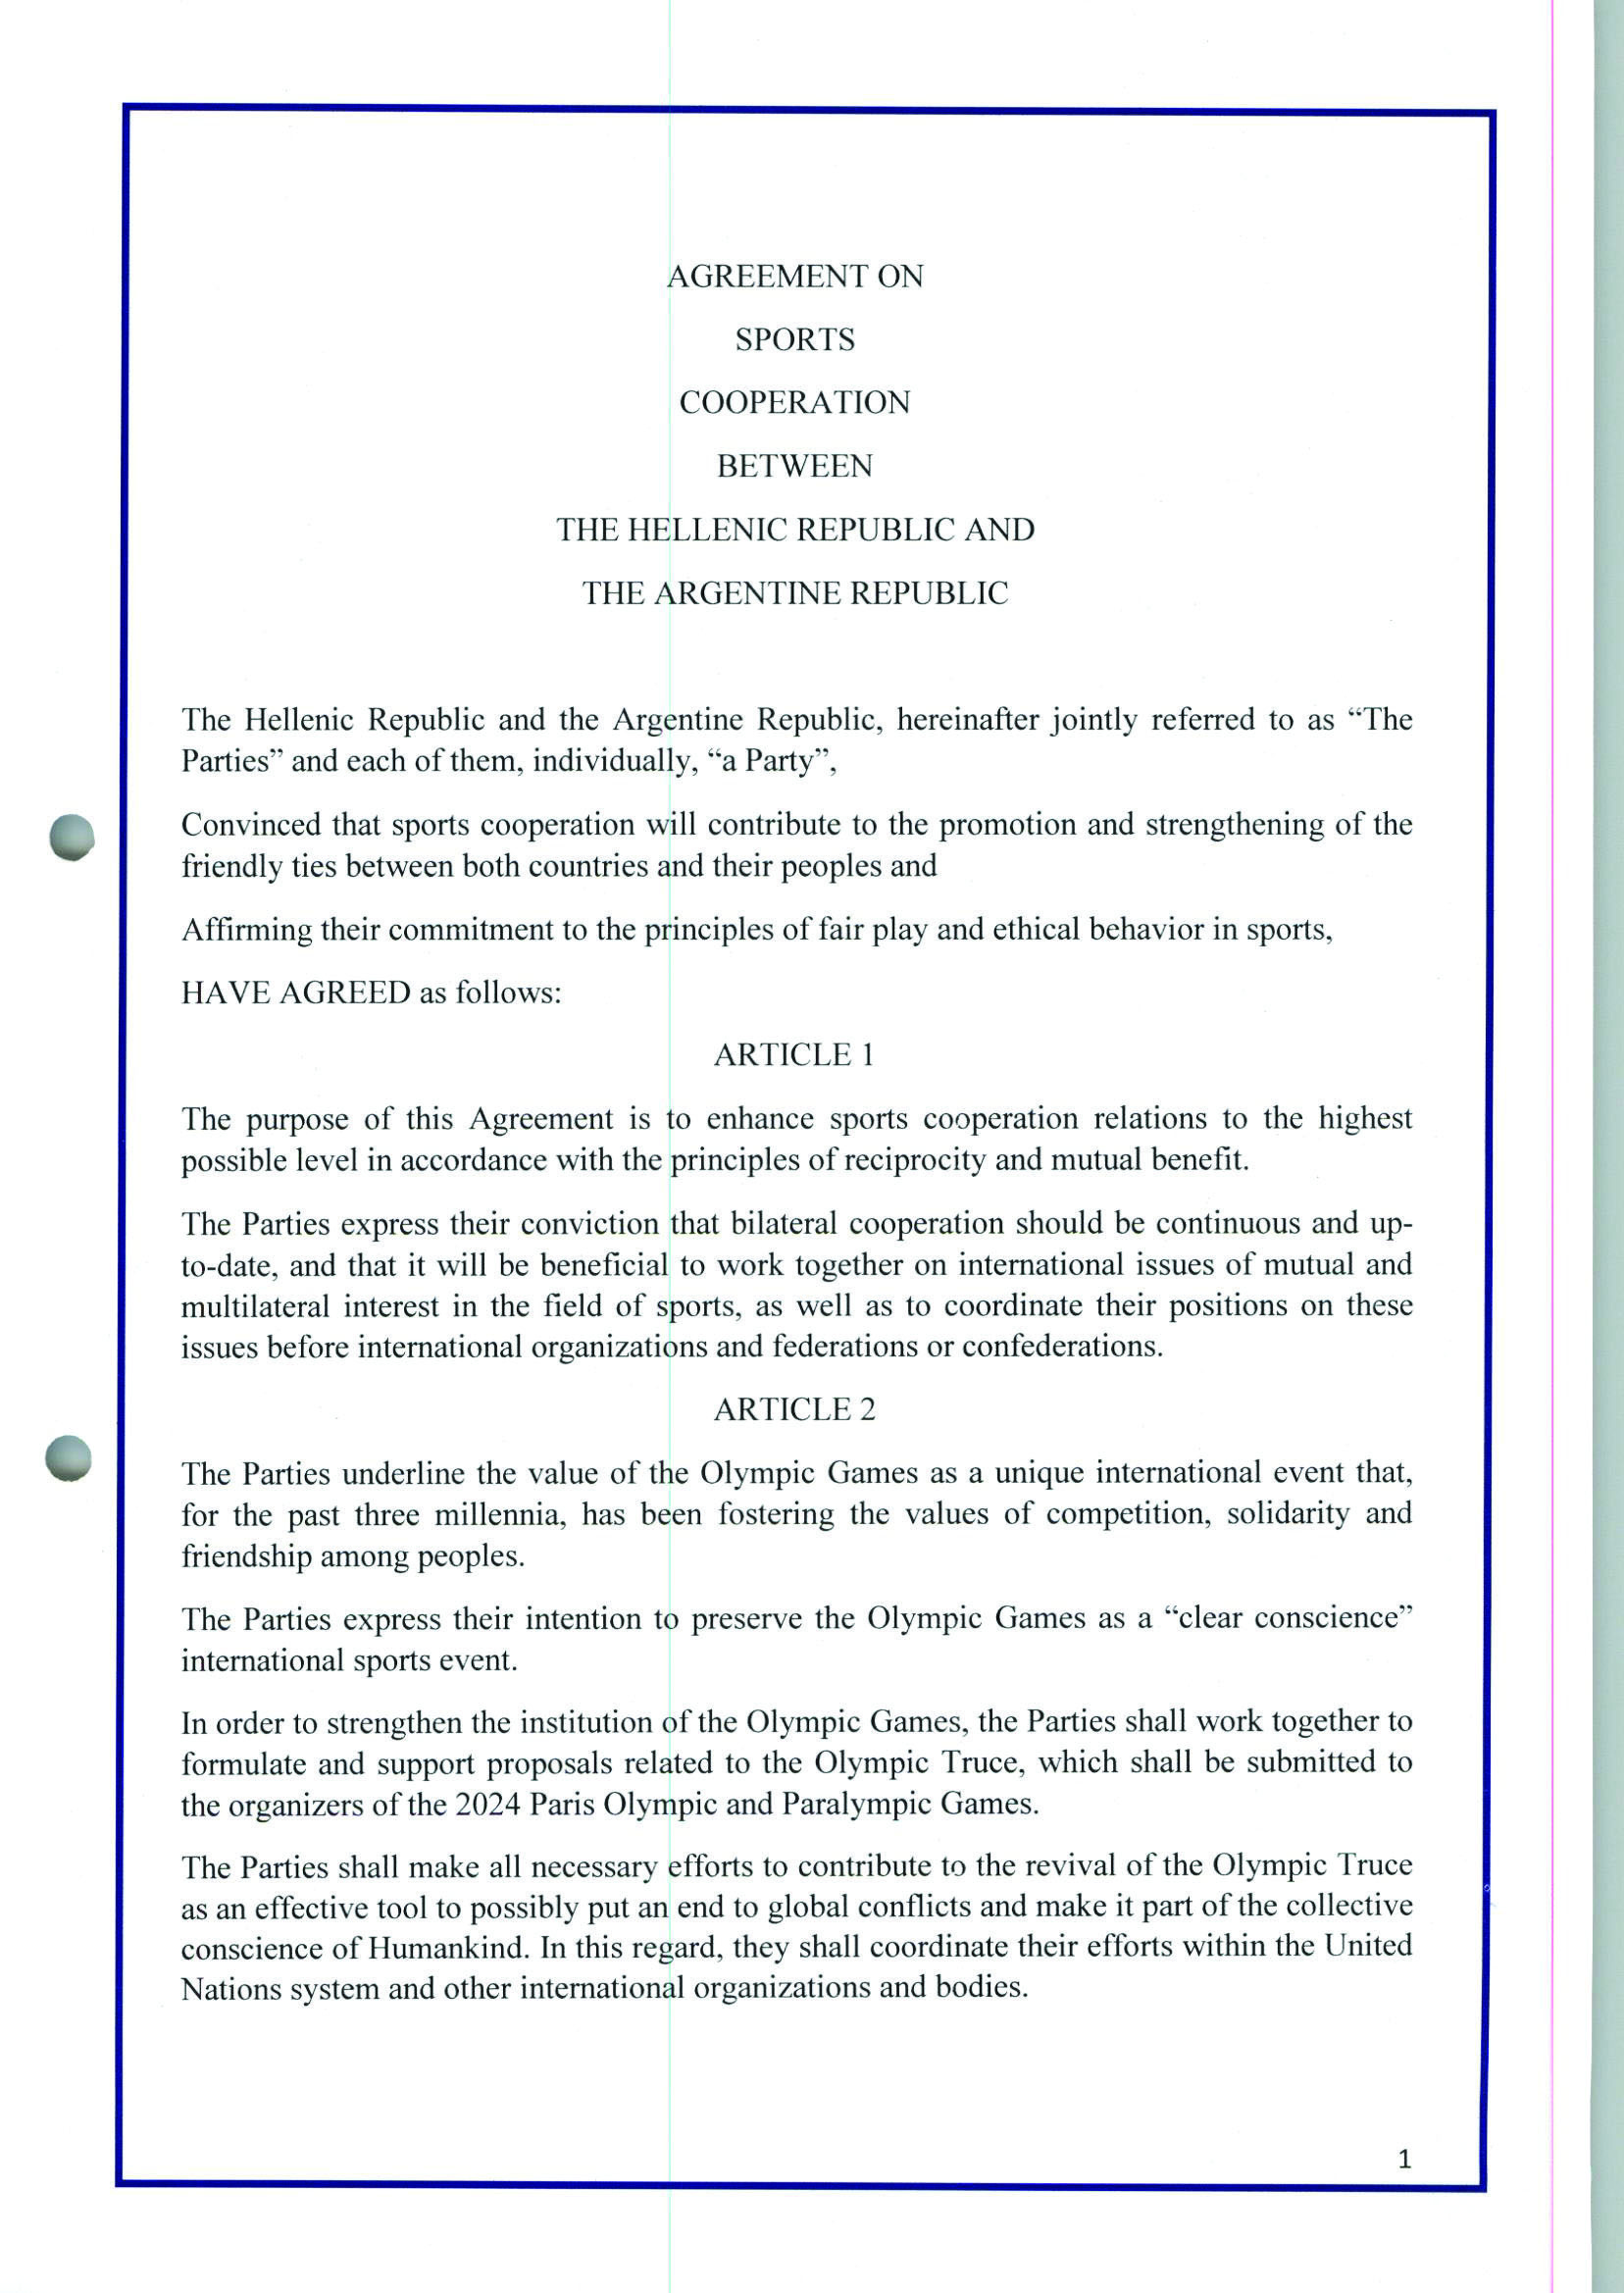 AGREEMENT ON
SPORTS
COOPERATION
BETWEEN
THE HELLENIC REPUBLIC AND
THE ARGENTINE REPUBLIC
The Hellenic Republic and the Argentine Republic, hereinafter jointly referred to as “The
Parties” and each of them, individually, “a Party”,
Convinced that sports cooperation will contribute to the promotion and strengthening of the
friendly ties between both countries and their peoples and
Affirming their commitment to the principles of fair play and ethical behavior in sports,
HAVE AGREED as follows:
ARTICLE 1
The purpose of this Agreement is to enhance sports cooperation relations to the highest
possible level in accordance with the principles of reciprocity and mutual benefit.
The Parties express their conviction that bilateral cooperation should be continuous and up-
to-date, and that it will be beneficial to work together on international issues of mutual and
multilateral interest in the field of sports, as well as to coordinate their positions on these
issues before international organizations and federations or confederations.
ARTICLE 2
The Parties underline the value of the Olympic Games as a unique international event that,
for the past three millennia, has been fostering the values of competition, solidarity and
friendship among peoples.
The Parties express their intention to preserve the Olympic Games as a “clear conscience”
international sports event.
In order to strengthen the institution of the Olympic Games, the Parties shall work together to
formulate and support proposals related to the Olympic Truce, which shall be submitted to
the organizers of the 2024 Paris Olympic and Paralympic Games.
The Parties shall make all necessary efforts to contribute to the revival of the Olympic Truce
as an effective tool to possibly put an end to global conflicts and make it part of the collective
conscience of Humankind. In this regard, they shall coordinate their efforts within the United
Nations system and other international organizations and bodies.
1